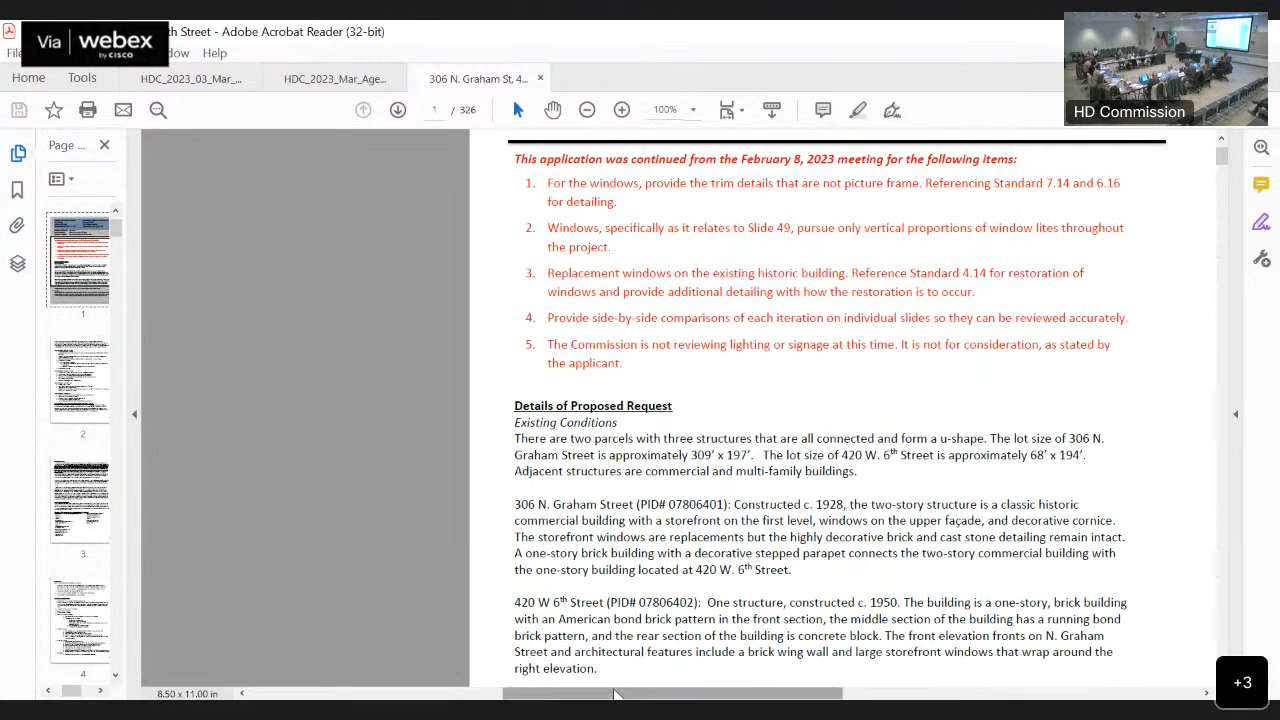 th Street - Adobe Acrobat Reader (32-bit)
Via webex
by CISCO
dow Help
Home Tools HDC_2023_03_Mar_... HDC_2023_Mar_Age... 306 N. Graham St, 4...
1 / 326 100%
HD Commission
Page ...
This application was continued from the February 8, 2023 meeting for the following items:
1. For the windows, provide the trim details that are not picture frame. Referencing Standard 7.14 and 6.16
for detailing.
2. Windows, specifically as it relates to Slide 49, pursue only vertical proportions of window lites throughout
the project.
3. Replacement windows on the existing historic building. Reference Standard 4.14 for restoration of
windows and provide additional detailing with how the restoration is to occur.
4. Provide side-by-side comparisons of each iteration on individual slides so they can be reviewed accurately.
5. The Commission is not reviewing lighting or signage at this time. It is not for consideration, as stated by
the applicant.
Details of Proposed Request
Existing Conditions
There are two parcels with three structures that are all connected and form a u-shape. The lot size of 306 N.
Graham Street is approximately 309’ x 197’. The lot size of 420 W. 6th Street is approximately 68’ x 194’.
Adjacent structures are commercial and multi-family buildings.
306 N. Graham Street (PID# 07806401): Constructed c. 1928, the two-story structure is a classic historic
commercial building with a storefront on the first level, windows on the upper façade, and decorative cornice.
The storefront windows are replacements but the highly decorative brick and cast stone detailing remain intact.
A one-story brick building with a decorative stepped parapet connects the two-story commercial building with
the one-story building located at 420 W. 6th Street.
420 W 6th Street (PID# 07806402): One structure, constructed c. 1950. The building is a one-story, brick building
with an American bond brick pattern in the front section, the middle section of the building has a running bond
brick pattern, and the rear section of the building is concrete block. The front elevation fronts on N. Graham
Street and architectural features include a brick wing wall and large storefront windows that wrap around the
right elevation.
1
2
3
4
8.50 x 11.00 in
+3